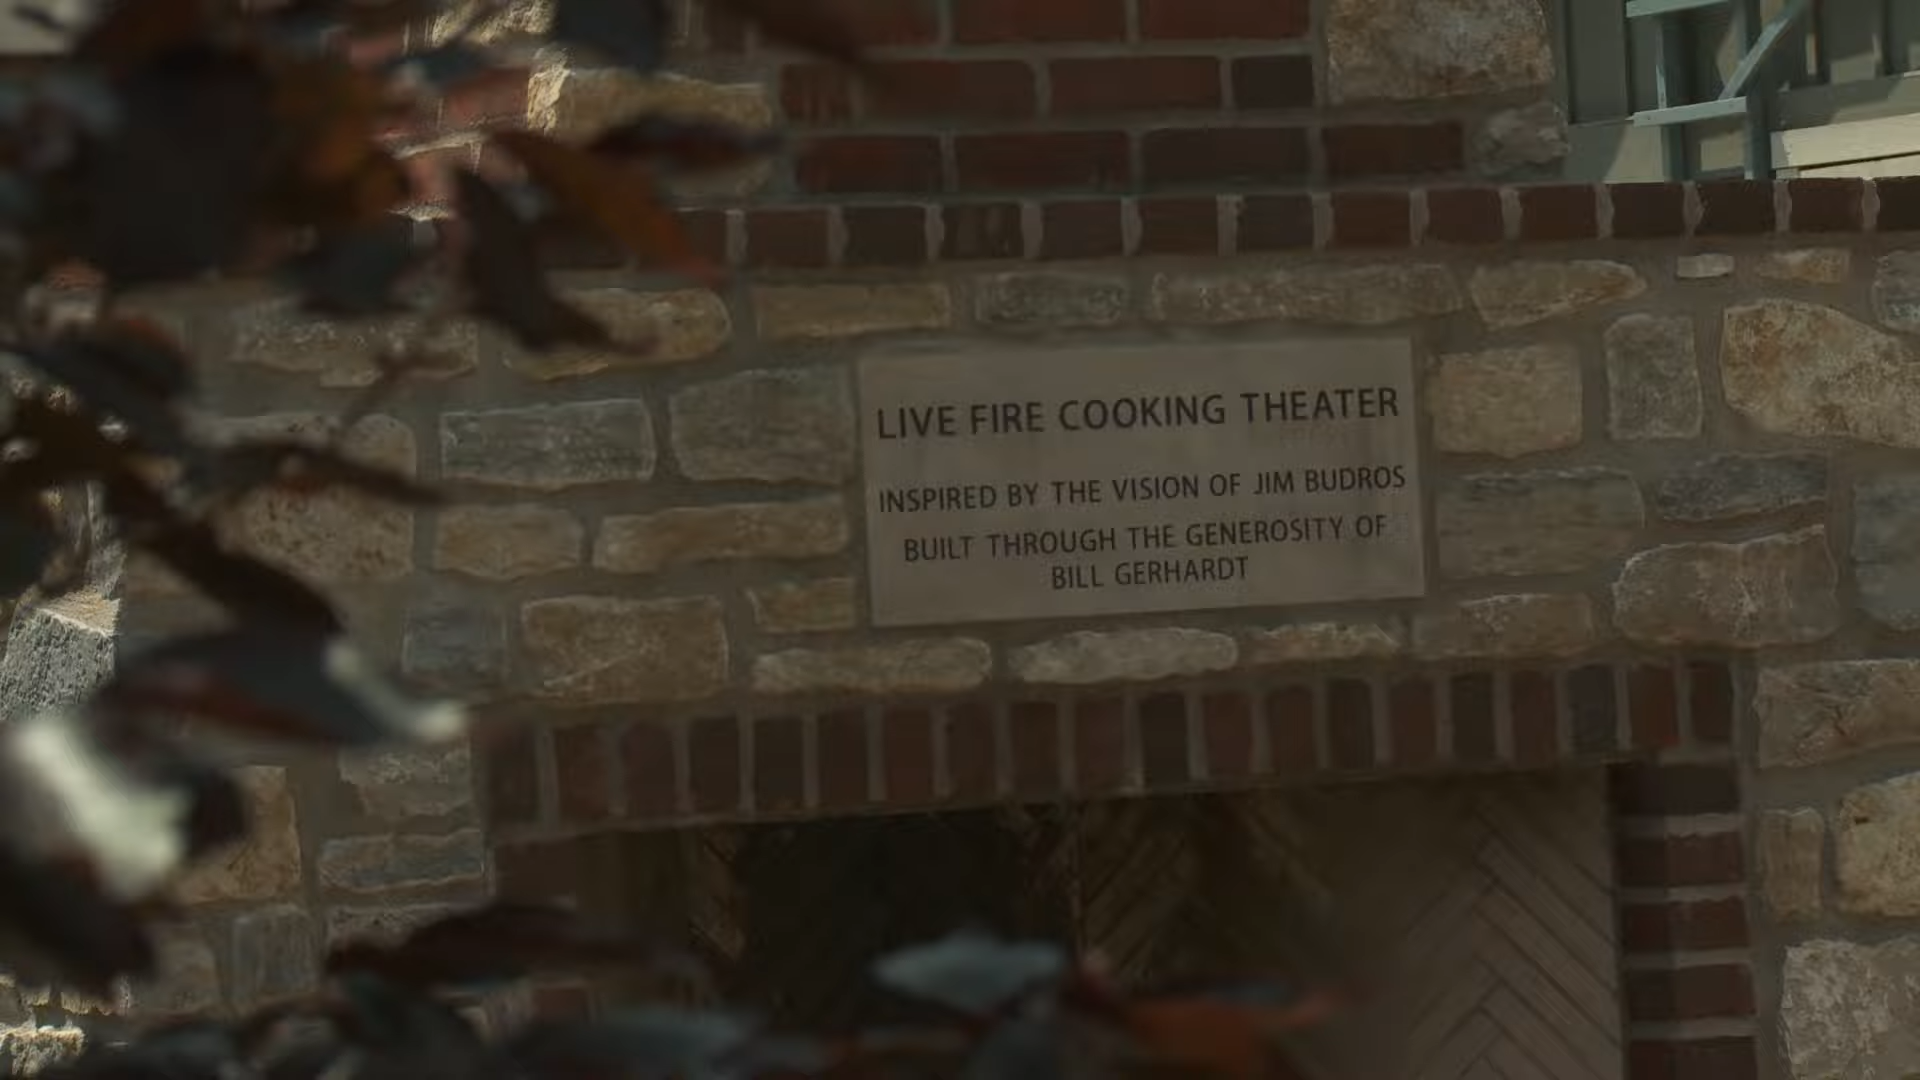 LIVE FIRE COOKING THEATER
INSPIRED BY THE VISION OF JIM BUDROS
BUILT THROUGH THE GENEROSITY OF
BILL GERHARDT